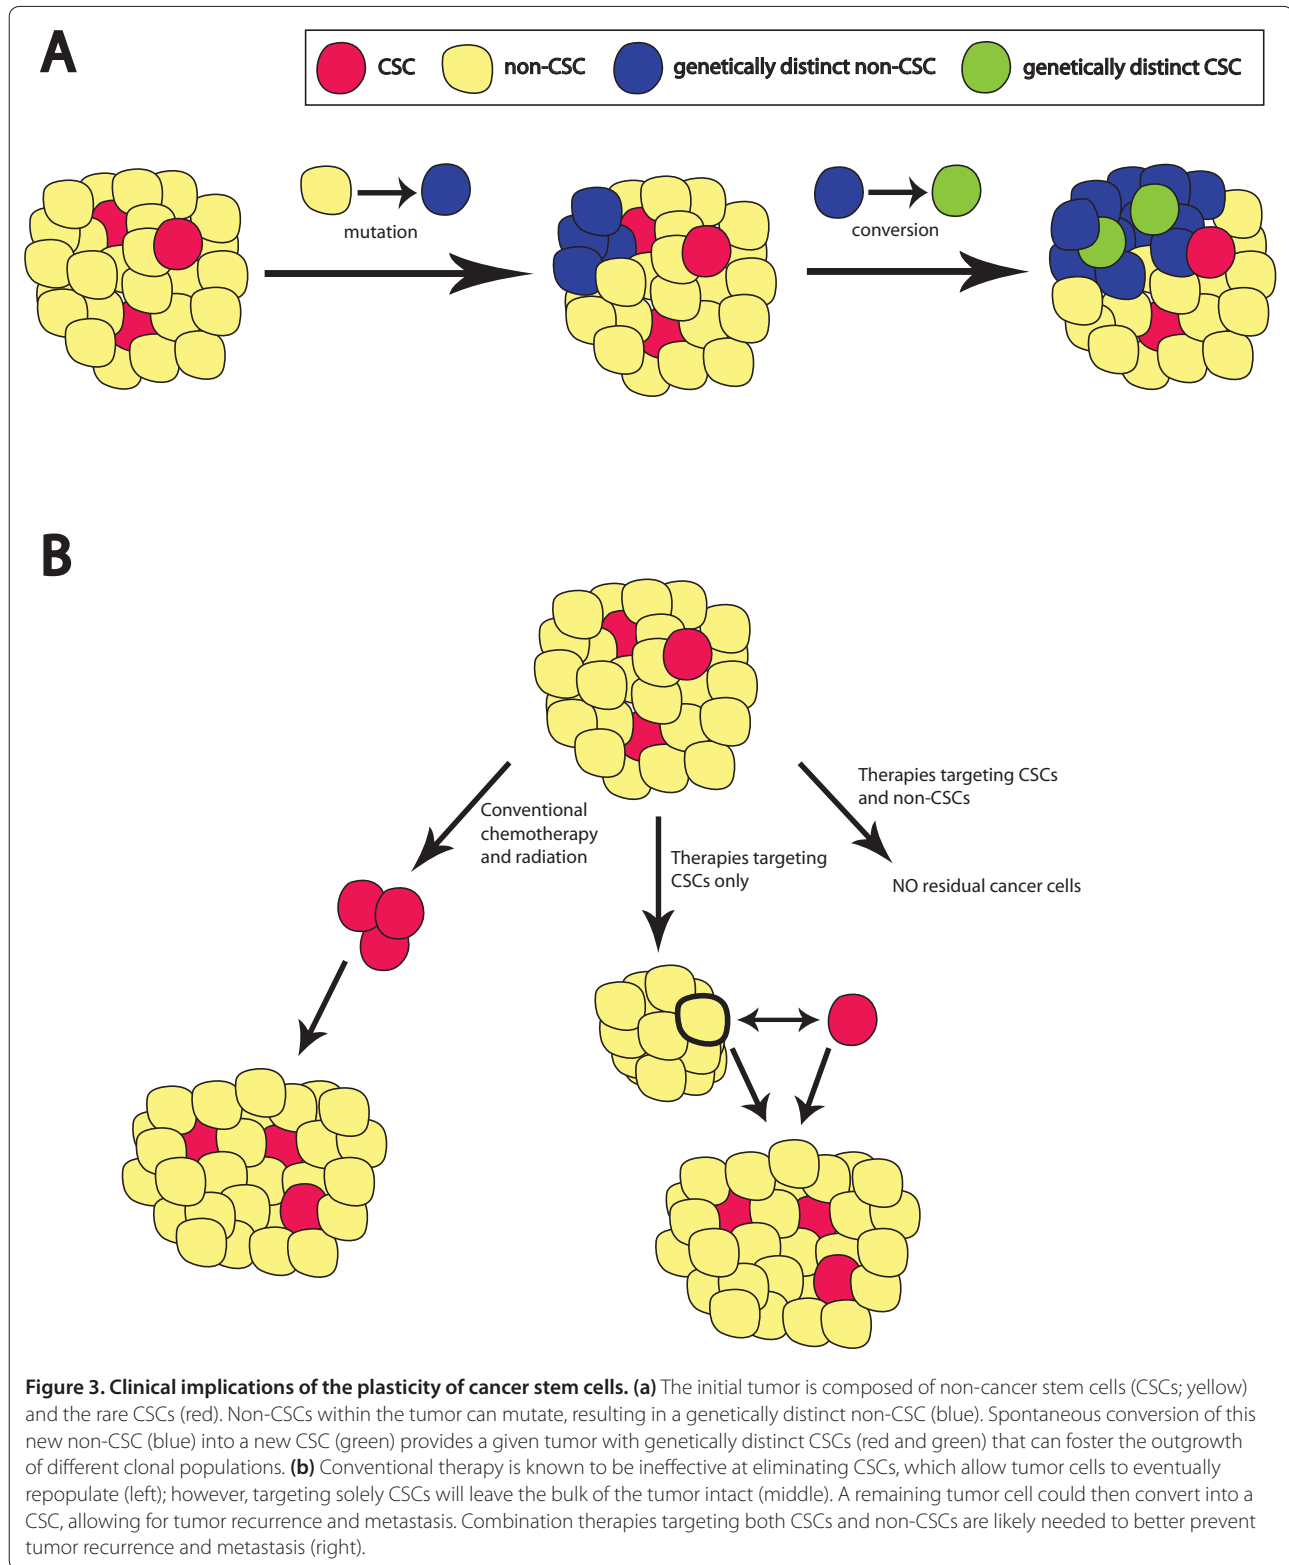 A
CSC
non-CSC
genetically distinct non-CSC
genetically distinct CSC
mutation
conversion
B
Conventional
chemotherapy
and radiation
Therapies targeting
CSCs only
Therapies targeting CSCs
and non-CSCs
NO residual cancer cells
Figure 3. Clinical implications of the plasticity of cancer stem cells. (a) The initial tumor is composed of non-cancer stem cells (CSCs; yellow)
and the rare CSCs (red). Non-CSCs within the tumor can mutate, resulting in a genetically distinct non-CSC (blue). Spontaneous conversion of this
new non-CSC (blue) into a new CSC (green) provides a given tumor with genetically distinct CSCs (red and green) that can foster the outgrowth
of different clonal populations. (b) Conventional therapy is known to be ineffective at eliminating CSCs, which allow tumor cells to eventually
repopulate (left); however, targeting solely CSCs will leave the bulk of the tumor intact (middle). A remaining tumor cell could then convert into a
CSC, allowing for tumor recurrence and metastasis. Combination therapies targeting both CSCs and non-CSCs are likely needed to better prevent
tumor recurrence and metastasis (right).